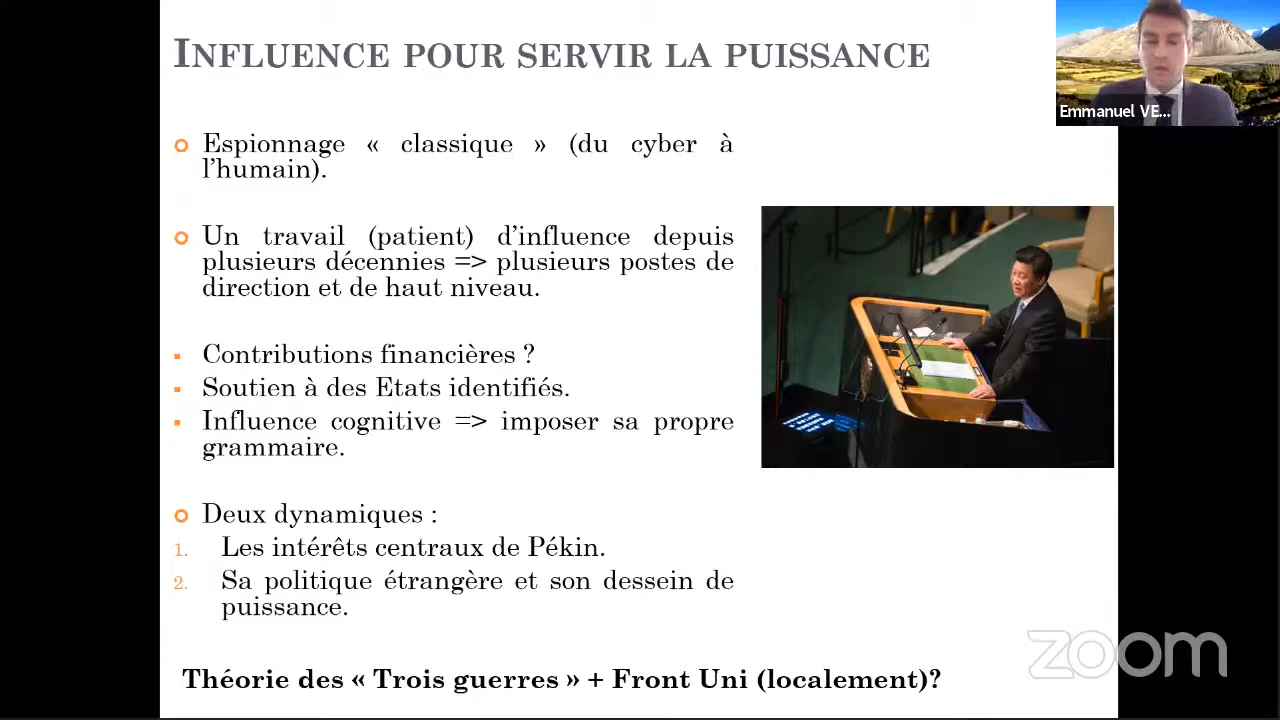 INFLUENCE POUR SERVIR LA PUISSANCE
Emmanuel VE...
Espionnage « classique » (du cyber à
l’humain).
Un travail (patient) d’influence depuis
plusieurs décennies => plusieurs postes de
direction et de haut niveau.
Contributions financières ?
Soutien à des Etats identifiés.
Influence cognitive => imposer sa propre
grammaire.
Deux dynamiques :
1. Les intérêts centraux de Pékin.
2. Sa politique étrangère et son dessein de
puissance.
Théorie des « Trois guerres » + Front Uni (localement)?
zoom